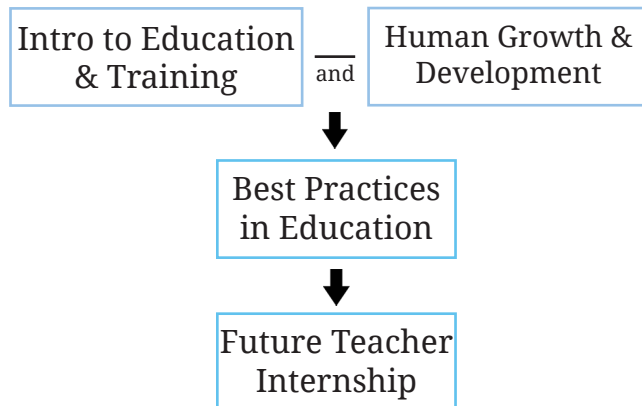 Intro to Education
& Training
and
Human Growth &
Development
Best Practices
in Education
Future Teacher
Internship